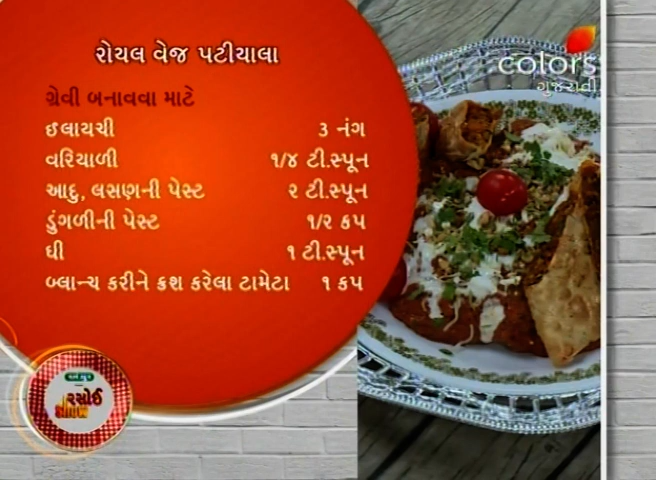 રોયલ વેજ પટીયાલા
ગ્રેવી બનાવવા માટે
ઈલાયચી ૩ નંગ
વરિયાળી ૧/૪ ટી.સ્પૂન
આદુ, લસણની પેસ્ટ ૨ ટી.સ્પૂન
ડુંગળીની પેસ્ટ ૧/૨ કપ
ઘી ૧ ટી.સ્પૂન
બ્લાન્ચ કરીને ક્રશ કરેલા ટામેટા ૧ કપ
colors
ગુજરાતી
રસોઈ